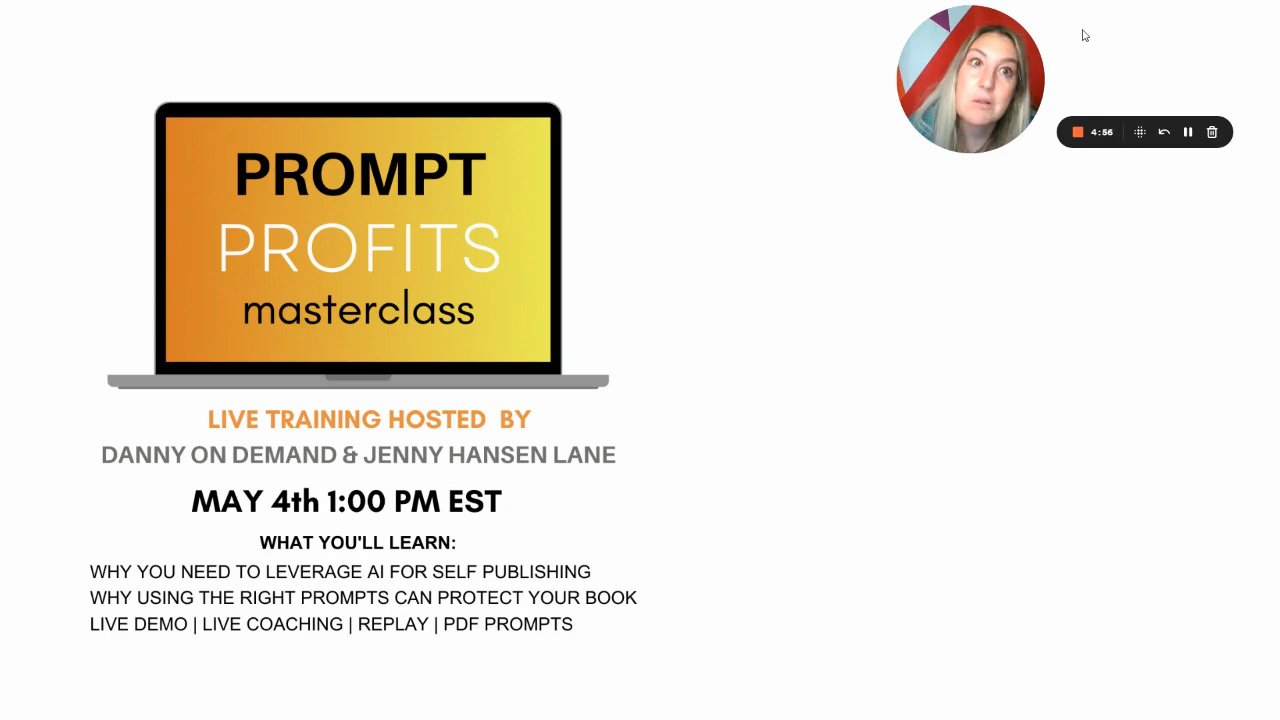 PROMPT
PROFITS
masterclass
LIVE TRAINING HOSTED BY
DANNY ON DEMAND & JENNY HANSEN LANE
MAY 4th 1:00 PM EST
WHAT YOU'LL LEARN:
WHY YOU NEED TO LEVERAGE AI FOR SELF PUBLISHING
WHY USING THE RIGHT PROMPTS CAN PROTECT YOUR BOOK
LIVE DEMO | LIVE COACHING | REPLAY | PDF PROMPTS
4:56